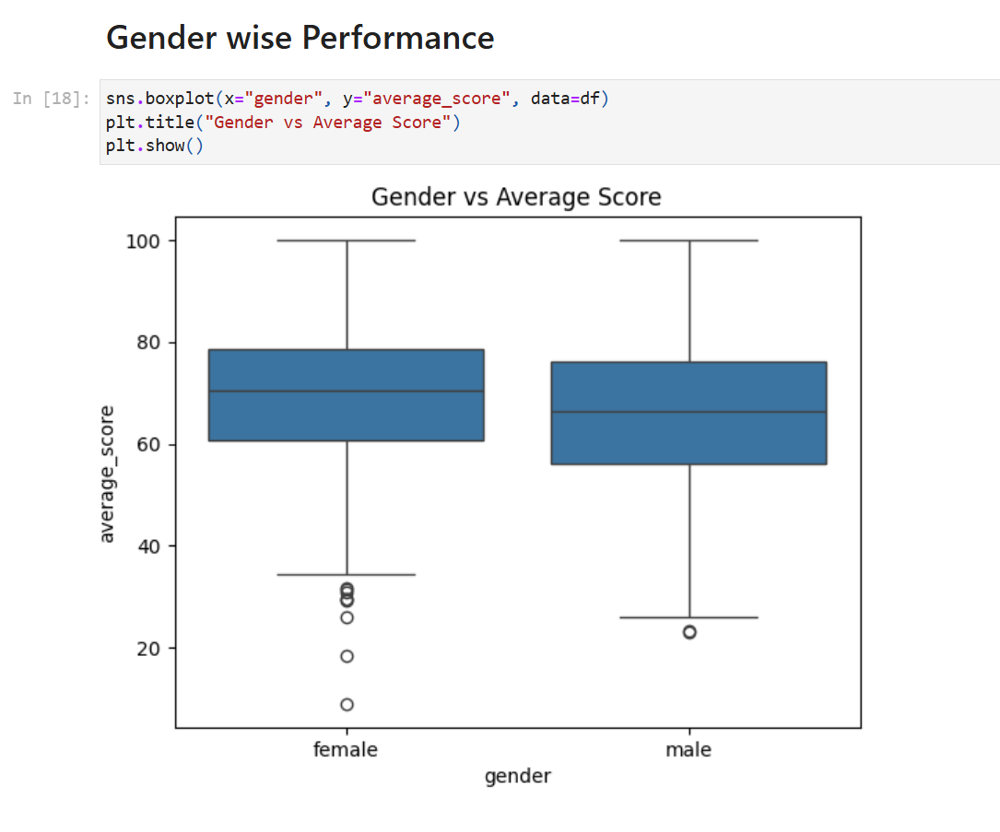 Gender wise Performance
In [18]:
sns.boxplot(x="gender", y="average_score", data=df)
plt.title("Gender vs Average Score")
plt.show()
Gender vs Average Score
100
80
60
40
20
average_score
female male
gender